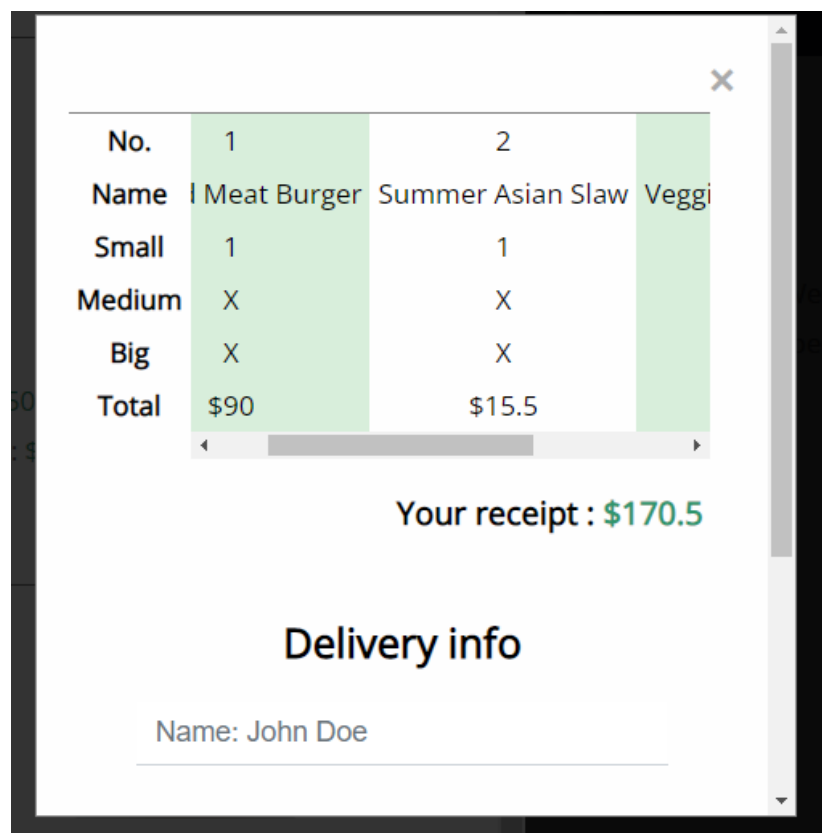 ×
No. 1 2
Name d Meat Burger Summer Asian Slaw Veggi
Small 1 1
Medium X X
Big X X
Total $90 $15.5
Your receipt : $170.5
Delivery info
Name: John Doe